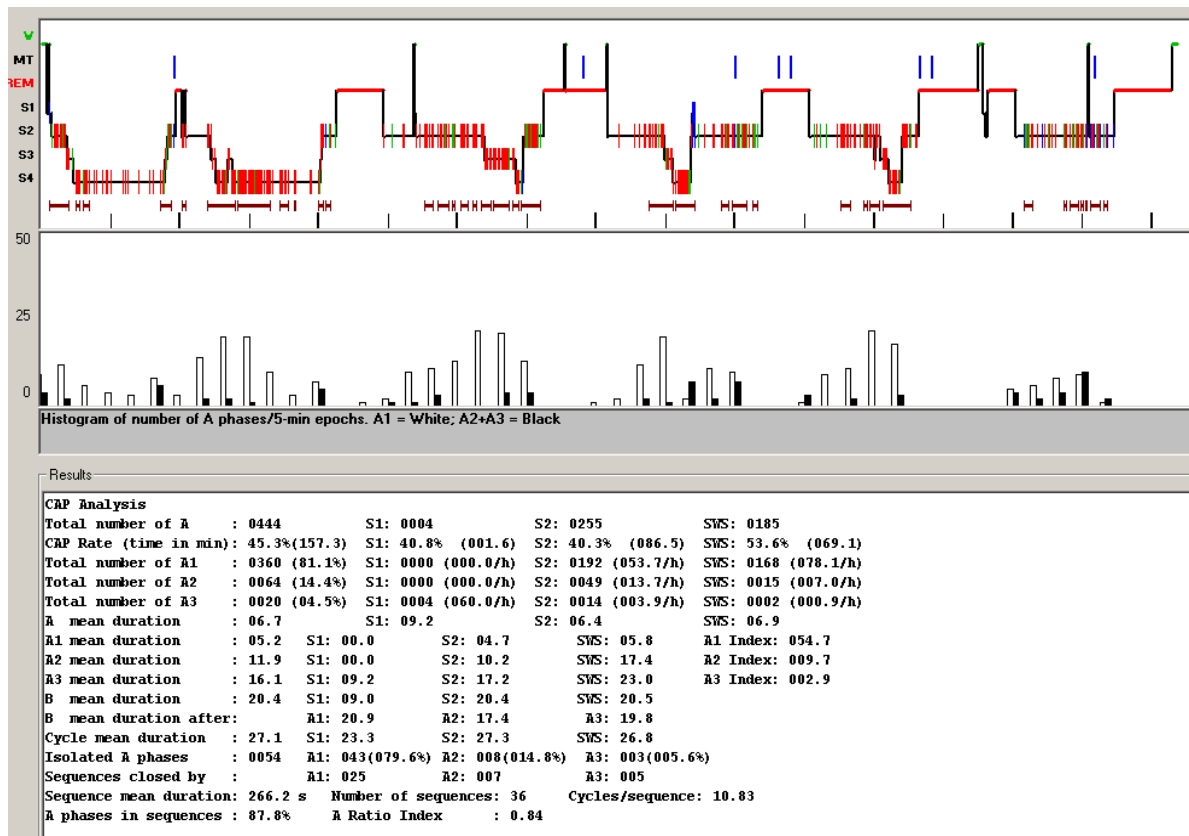 W
MT
REM
S1
S2
S3
S4
50
25
0
Histogram of number of A phases/5-min epochs. A1 = White; A2+A3 = Black
Results
CAP Analysis
Total number of A : 0444 S1: 0004 S2: 0255 SWS: 0185
CAP Rate (time in min): 45.3%(157.3) S1: 40.8% (001.6) S2: 40.3% (086.5) SWS: 53.6% (069.1)
Total number of A1 : 0360 (81.1%) S1: 0000 (000.0/h) S2: 0192 (053.7/h) SWS: 0168 (078.1/h)
Total number of A2 : 0064 (14.4%) S1: 0000 (000.0/h) S2: 0049 (013.7/h) SWS: 0015 (007.0/h)
Total number of A3 : 0020 (04.5%) S1: 0004 (060.0/h) S2: 0014 (003.9/h) SWS: 0002 (000.9/h)
A mean duration : 06.7 S1: 09.2 S2: 06.4 SWS: 06.9
A1 mean duration : 05.2 S1: 00.0 S2: 04.7 SWS: 05.8 A1 Index: 054.7
A2 mean duration : 11.9 S1: 00.0 S2: 10.2 SWS: 17.4 A2 Index: 009.7
A3 mean duration : 16.1 S1: 09.2 S2: 17.2 SWS: 23.0 A3 Index: 002.9
B mean duration : 20.4 S1: 09.0 S2: 20.4 SWS: 20.5
B mean duration after: A1: 20.9 A2: 17.4 A3: 19.8
Cycle mean duration : 27.1 S1: 23.3 S2: 27.3 SWS: 26.8
Isolated A phases : 0054 A1: 043(079.6%) A2: 008(014.8%) A3: 003(005.6%)
Sequences closed by : A1: 025 A2: 007 A3: 005
Sequence mean duration: 266.2 s Number of sequences: 36 Cycles/sequence: 10.83
A phases in sequences : 87.8% A Ratio Index : 0.84